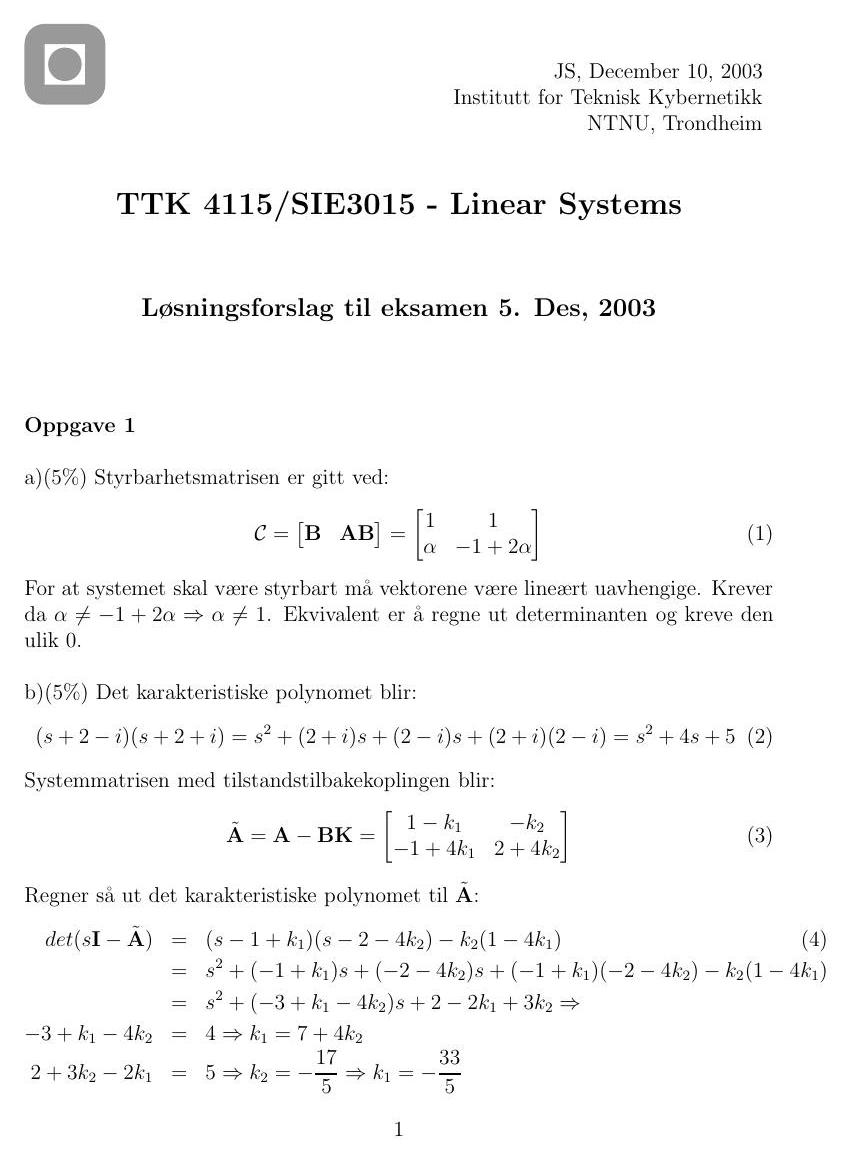 JS, December 10, 2003
Institutt for Teknisk Kybernetikk
NTNU, Trondheim
TTK 4115/SIE3015 - Linear Systems
Løsningsforslag til eksamen 5. Des, 2003
Oppgave 1
a)(5%) Styrbarhetsmatrisen er gitt ved:
𝒞 = [B AB] = [1 1; α −1 + 2α] (1)
For at systemet skal være styrbart må vektorene være lineært uavhengige. Krever
da α ≠ −1 + 2α ⇒ α ≠ 1. Ekvivalent er å regne ut determinanten og kreve den
ulik 0.
b)(5%) Det karakteristiske polynomet blir:
(s + 2 − i)(s + 2 + i) = s² + (2 + i)s + (2 − i)s + (2 + i)(2 − i) = s² + 4s + 5 (2)
Systemmatrisen med tilstandstilbakekoplingen blir:
Ã = A − BK = [1 − k₁ −k₂; −1 + 4k₁ 2 + 4k₂] (3)
Regner så ut det karakteristiske polynomet til Ã:
det(sI − Ã) = (s − 1 + k₁)(s − 2 − 4k₂) − k₂(1 − 4k₁) (4)
= s² + (−1 + k₁)s + (−2 − 4k₂)s + (−1 + k₁)(−2 − 4k₂) − k₂(1 − 4k₁)
= s² + (−3 + k₁ − 4k₂)s + 2 − 2k₁ + 3k₂ ⇒
−3 + k₁ − 4k₂ = 4 ⇒ k₁ = 7 + 4k₂
2 + 3k₂ − 2k₁ = 5 ⇒ k₂ = −17/5 ⇒ k₁ = −33/5
1